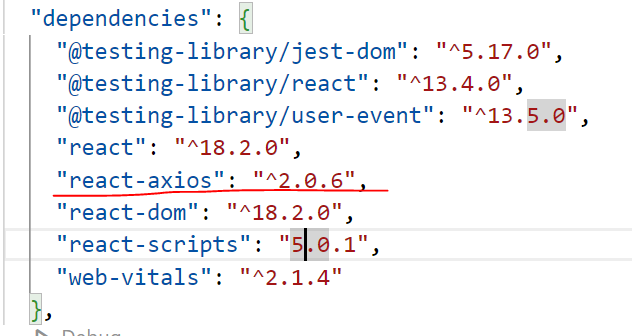 "dependencies": {
"@testing-library/jest-dom": "^5.17.0",
"@testing-library/react": "^13.4.0",
"@testing-library/user-event": "^13.5.0",
"react": "^18.2.0",
"react-axios": "^2.0.6",
"react-dom": "^18.2.0",
"react-scripts": "5.0.1",
"web-vitals": "^2.1.4"
},
Debug